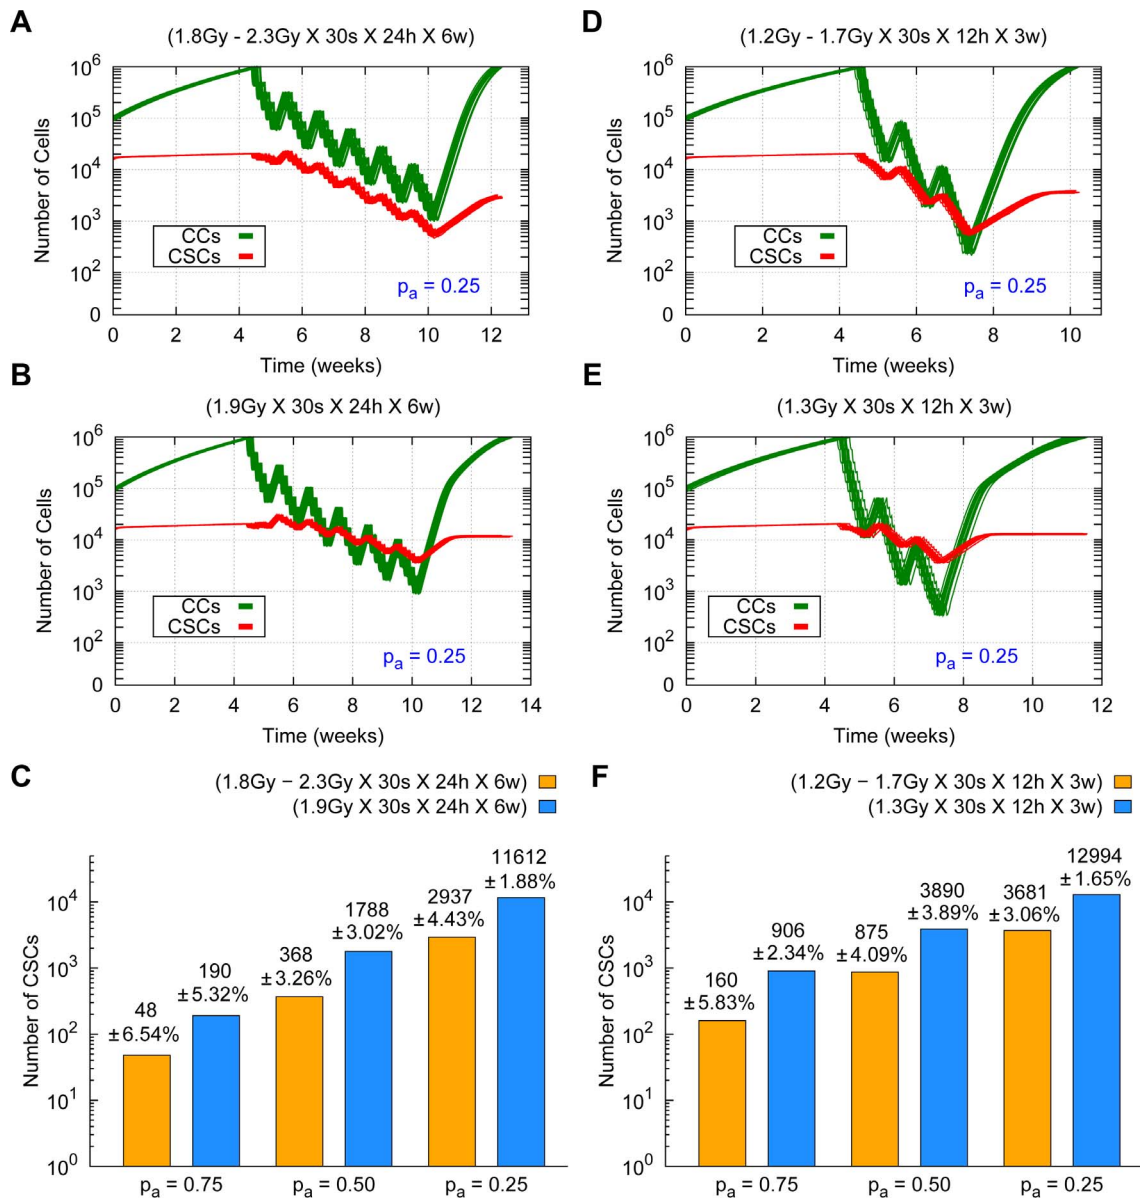 A
(1.8Gy - 2.3Gy X 30s X 24h X 6w)
Number of Cells
10^6
10^5
10^4
10^3
10^2
0
CCs
CSCs
p_a = 0.25
0 2 4 6 8 10 12
Time (weeks)
D
(1.2Gy - 1.7Gy X 30s X 12h X 3w)
Number of Cells
10^6
10^5
10^4
10^3
10^2
0
CCs
CSCs
p_a = 0.25
0 2 4 6 8 10
Time (weeks)
B
(1.9Gy X 30s X 24h X 6w)
Number of Cells
10^6
10^5
10^4
10^3
10^2
0
CCs
CSCs
p_a = 0.25
0 2 4 6 8 10 12 14
Time (weeks)
E
(1.3Gy X 30s X 12h X 3w)
Number of Cells
10^6
10^5
10^4
10^3
10^2
0
CCs
CSCs
p_a = 0.25
0 2 4 6 8 10 12
Time (weeks)
C
(1.8Gy − 2.3Gy X 30s X 24h X 6w)
(1.9Gy X 30s X 24h X 6w)
Number of CSCs
10^4
10^3
10^2
10^1
10^0
48
±6.54%
190
±5.32%
368
±3.26%
1788
±3.02%
2937
±4.43%
11612
±1.88%
p_a = 0.75 p_a = 0.50 p_a = 0.25
F
(1.2Gy − 1.7Gy X 30s X 12h X 3w)
(1.3Gy X 30s X 12h X 3w)
Number of CSCs
10^4
10^3
10^2
10^1
10^0
160
±5.83%
906
±2.34%
875
±4.09%
3890
±3.89%
3681
±3.06%
12994
±1.65%
p_a = 0.75 p_a = 0.50 p_a = 0.25